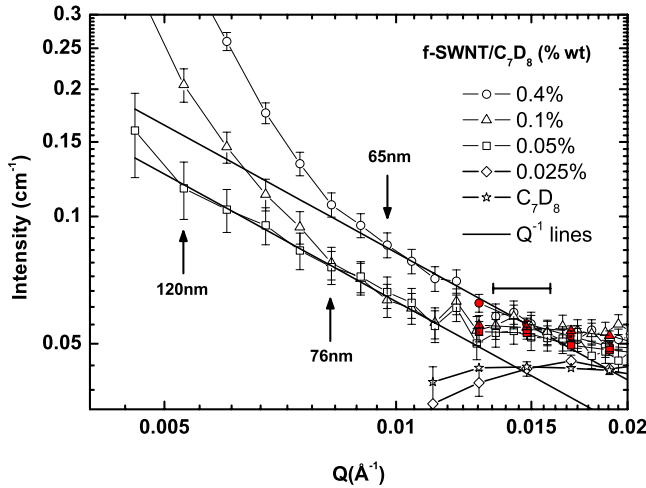 0.3
0.2
0.15
0.1
0.05
Intensity (cm⁻¹)
f-SWNT/C₇D₈ (% wt)
0.4%
0.1%
0.05%
0.025%
C₇D₈
Q⁻¹ lines
65nm
120nm
76nm
0.005
0.01
0.015
0.02
Q(Å⁻¹)